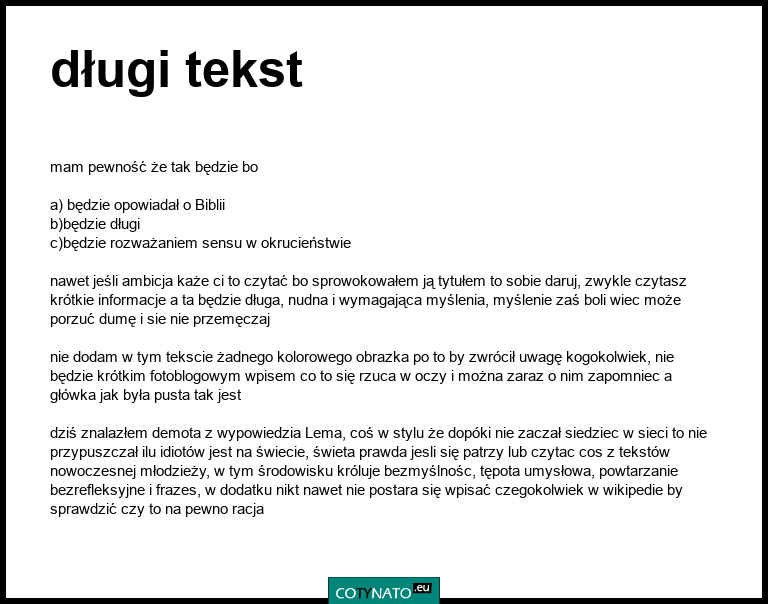 długi tekst
mam pewność że tak będzie bo
a) będzie opowiadał o Biblii
b)będzie długi
c)będzie rozważaniem sensu w okrucieństwie
nawet jeśli ambicja każe ci to czytać bo sprowokowałem ją tytułem to sobie daruj, zwykle czytasz
krótkie informacje a ta będzie długa, nudna i wymagająca myślenia, myślenie zaś boli wiec może
porzuć dumę i sie nie przemęczaj
nie dodam w tym tekscie żadnego kolorowego obrazka po to by zwrócił uwagę kogokolwiek, nie
będzie krótkim fotoblogowym wpisem co to się rzuca w oczy i można zaraz o nim zapomniec a
główka jak była pusta tak jest
dziś znalazłem demota z wypowiedzia Lema, coś w stylu że dopóki nie zaczał siedziec w sieci to nie
przypuszczał ilu idiotów jest na świecie, świeta prawda jesli się patrzy lub czytac cos z tekstów
nowoczesnej młodzieży, w tym środowisku króluje bezmyślnośc, tępota umysłowa, powtarzanie
bezrefleksyjne i frazes, w dodatku nikt nawet nie postara się wpisać czegokolwiek w wikipedie by
sprawdzić czy to na pewno racja
COTYNATO.eu